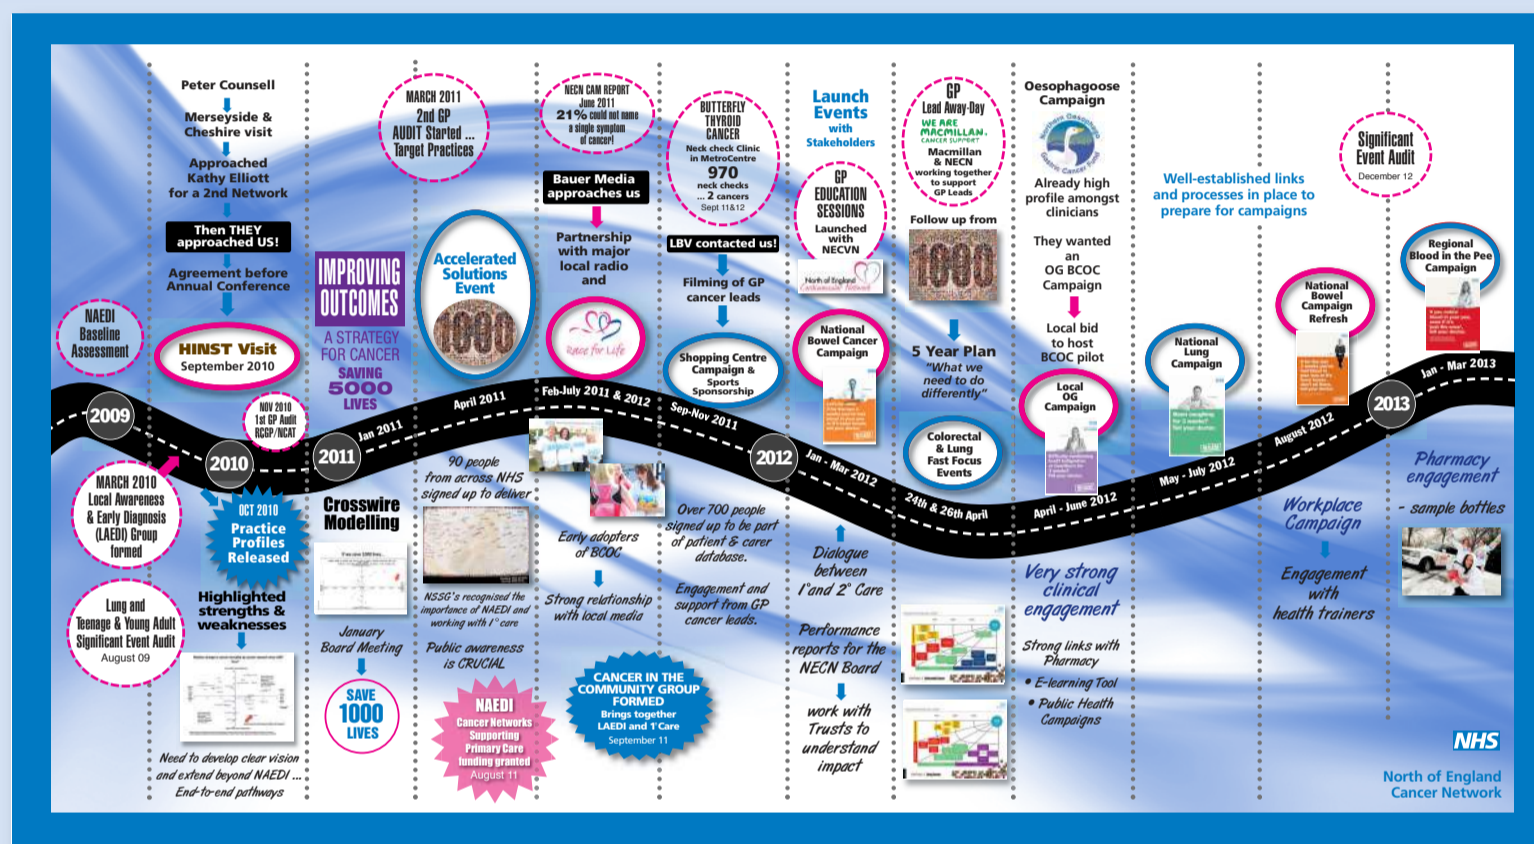 NAEDI
Baseline
Assessment
2009
MARCH 2010
Local Awareness
& Early Diagnosis
(LAEDI) Group
formed
Lung and
Teenage & Young Adult
Significant Event Audit
August 09
Peter Counsell
Merseyside &
Cheshire visit
Approached
Kathy Elliott
for a 2nd Network
Then THEY
approached US!
Agreement before
Annual Conference
HINST Visit
September 2010
NOV 2010
1st GP Audit
RCGP/NCAT
2010
OCT 2010
Practice
Profiles
Released
Highlighted
strengths &
weaknesses
Need to develop clear vision
and extend beyond NAEDI ...
End-to-end pathways
IMPROVING
OUTCOMES
A STRATEGY
FOR CANCER
SAVING
5000
LIVES
2011
Jan 2011
Crosswire
Modelling
January
Board Meeting
SAVE
1000
LIVES
MARCH 2011
2nd GP
AUDIT Started ...
Target Practices
Accelerated
Solutions
Event
1000
April 2011
90 people
from across NHS
signed up to deliver
NSSG's recognised the
importance of NAEDI and
working with 1° care
Public awareness
is CRUCIAL
NAEDI
Cancer Networks
Supporting
Primary Care
funding granted
August 11
NECN CAM REPORT
June 2011
21% could not name
a single symptom
of cancer!
Bauer Media
approaches us
Partnership
with major
local radio
and
Race for Life
Feb-July 2011 & 2012
Early adopters
of BCOC
Strong relationship
with local media
CANCER IN THE
COMMUNITY GROUP
FORMED
Brings together
LAEDI and 1°Care
September 11
BUTTERFLY
THYROID
CANCER
Neck check Clinic
in MetroCentre
970
neck checks
... 2 cancers
Sept 11&12
LBV contacted us!
Filming of GP
cancer leads
Shopping Centre
Campaign &
Sports
Sponsorship
Sep-Nov 2011
Over 700 people
signed up to be part
of patient & carer
database.
Engagement and
support from GP
cancer leads.
Launch
Events
with
Stakeholders
GP
EDUCATION
SESSIONS
Launched
with
NECVN
North of England
Cardiovascular Network
National
Bowel Cancer
Campaign
2012
Jan - Mar 2012
Dialogue
between
1°and 2° Care
Performance
reports for the
NECN Board
work with
Trusts to
understand
impact
GP
Lead Away-Day
WE ARE
MACMILLAN.
CANCER SUPPORT
Macmillan
& NECN
working together
to support
GP Leads
Follow up from
1000
5 Year Plan
"What we
need to do
differently"
Colorectal
& Lung
Fast Focus
Events
24th & 26th April
Oesophagoose
Campaign
Northern Oesophago
Gastric Cancer Fund
Already high
profile amongst
clinicians
They wanted
an
OG BCOC
Campaign
Local bid
to host
BCOC pilot
Local
OG
Campaign
April - June 2012
Very strong
clinical
engagement
Strong links with
Pharmacy
• E-learning Tool
• Public Health
Campaigns
Well-established links
and processes in place to
prepare for campaigns
National
Lung
Campaign
May - July 2012
National
Bowel
Campaign
Refresh
August 2012
Workplace
Campaign
Engagement
with
health trainers
Significant
Event Audit
December 12
Regional
Blood in the Pee
Campaign
2013
Jan - Mar 2013
Pharmacy
engagement
- sample bottles
NHS
North of England
Cancer Network